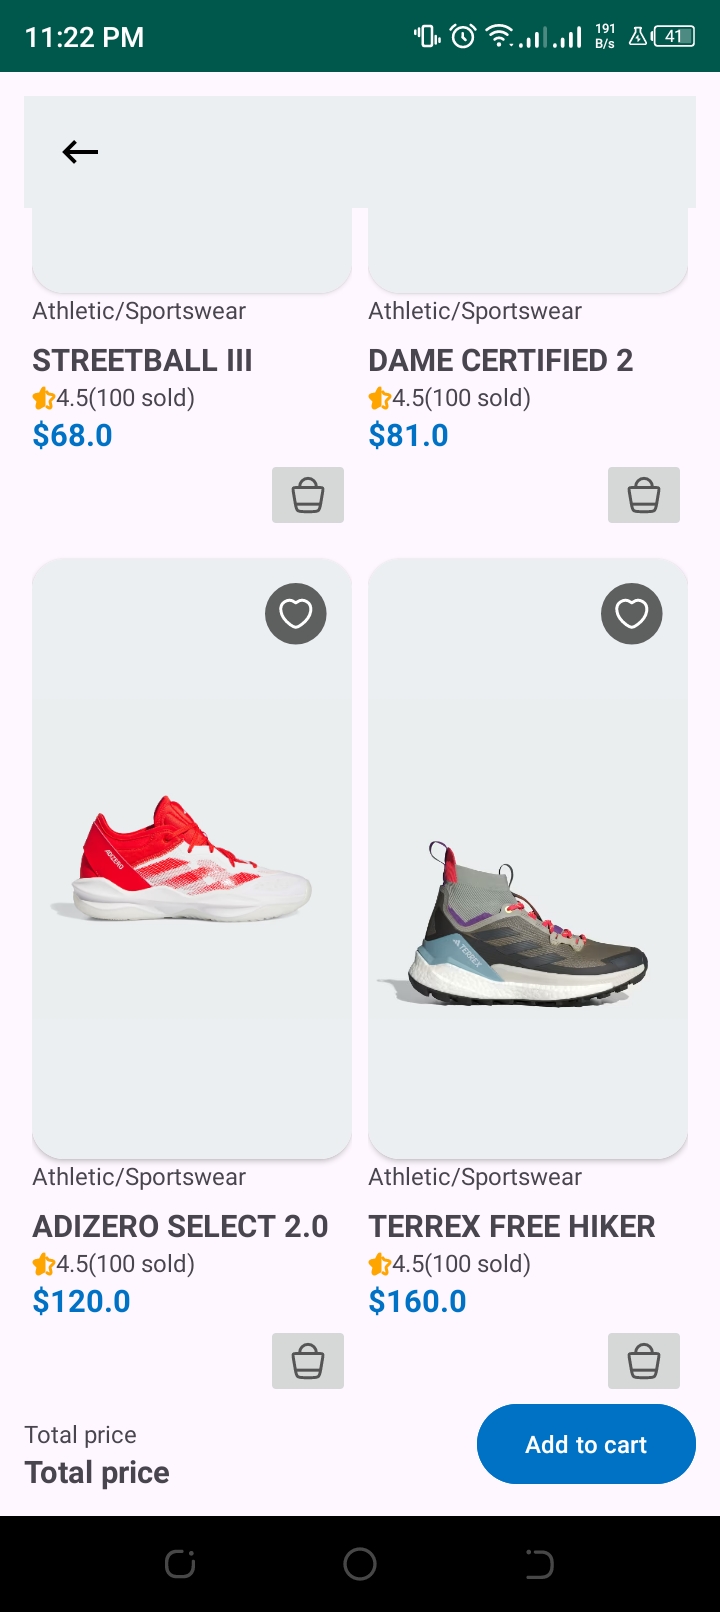 11:22 PM
191
B/s
41
Athletic/Sportswear
Athletic/Sportswear
STREETBALL III
DAME CERTIFIED 2
4.5(100 sold)
4.5(100 sold)
$68.0
$81.0
ADIZERO
TERREX
Athletic/Sportswear
Athletic/Sportswear
ADIZERO SELECT 2.0
TERREX FREE HIKER
4.5(100 sold)
4.5(100 sold)
$120.0
$160.0
Total price
Total price
Add to cart